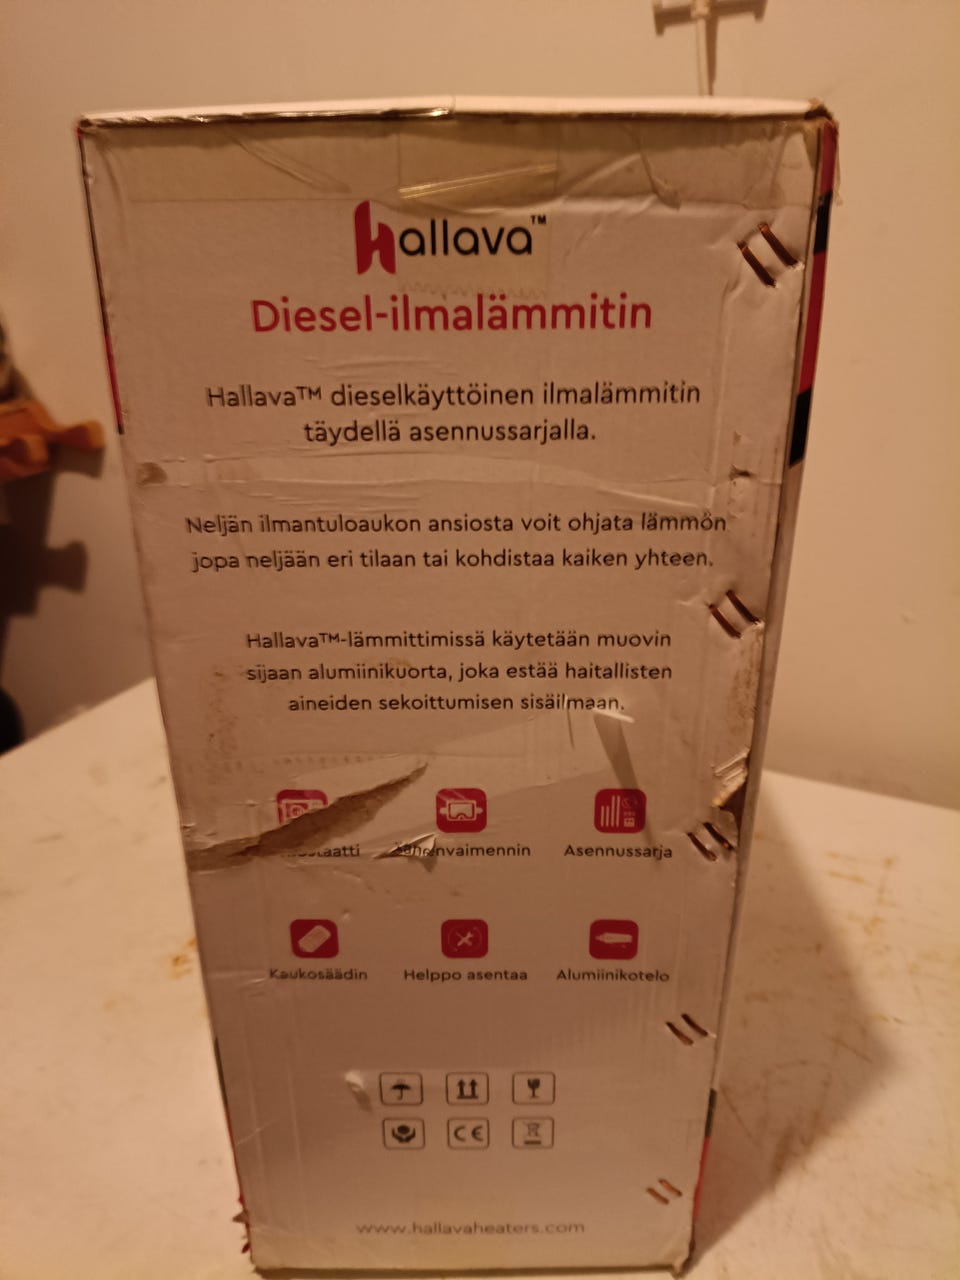 hallava™
Diesel-ilmalämmitin
Hallava™ dieselkäyttöinen ilmalämmitin
täydellä asennussarjalla.
Neljän ilmantuloaukon ansiosta voit ohjata lämmön
jopa neljään eri tilaan tai kohdistaa kaiken yhteen.
Hallava™-lämmittimissä käytetään muovin
sijaan alumiinikuorta, joka estää haitallisten
aineiden sekoittumisen sisäilmaan.
Asennussarja
Kaukosäädin Helppo asentaa Alumiinikotelo
CE
www.hallavaheaters.com